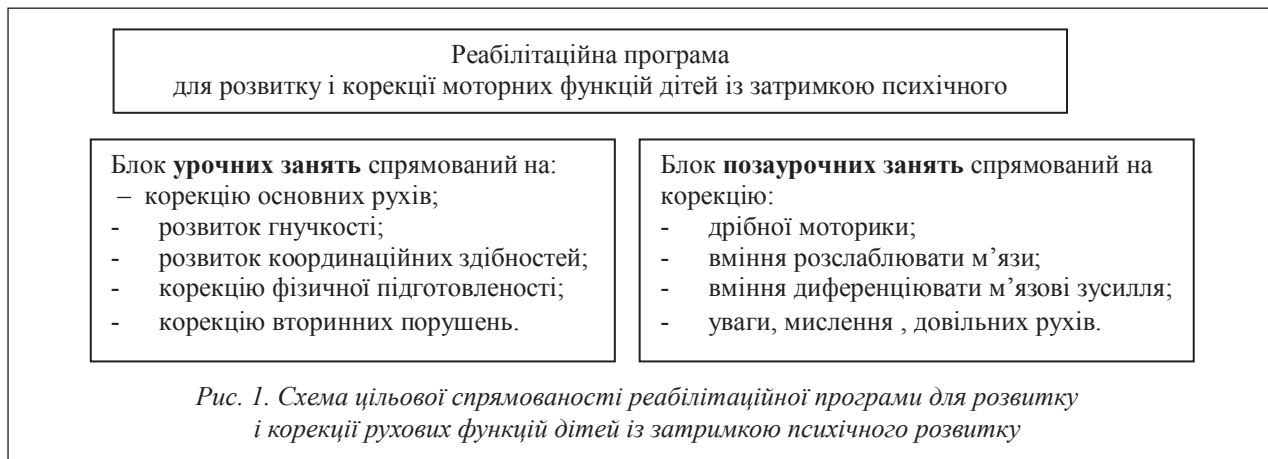 Реабілітаційна програма
для розвитку і корекції моторних функцій дітей із затримкою психічного
Блок урочних занять спрямований на:
– корекцію основних рухів;
- розвиток гнучкості;
- розвиток координаційних здібностей;
- корекцію фізичної підготовленості;
- корекцію вторинних порушень.
Блок позаурочних занять спрямований на
корекцію:
- дрібної моторики;
- вміння розслаблювати м’язи;
- вміння диференціювати м’язові зусилля;
- уваги, мислення , довільних рухів.
Рис. 1. Схема цільової спрямованості реабілітаційної програми для розвитку
і корекції рухових функцій дітей із затримкою психічного розвитку